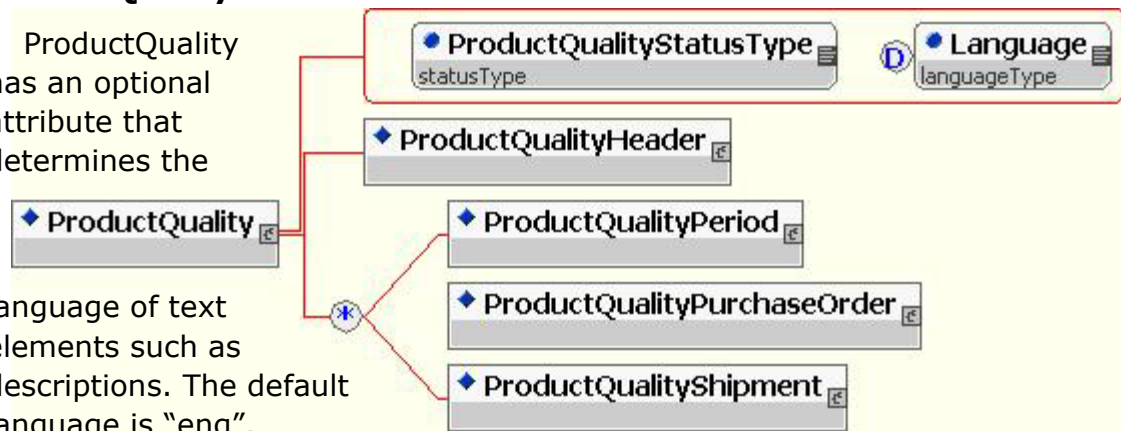 ProductQuality
has an optional
attribute that
determines the
language of text
elements such as
descriptions. The default
language is “eng”.
ProductQualityStatusType
statusType
D
Language
languageType
ProductQualityHeader
ProductQuality
ProductQualityPeriod
*
ProductQualityPurchaseOrder
ProductQualityShipment